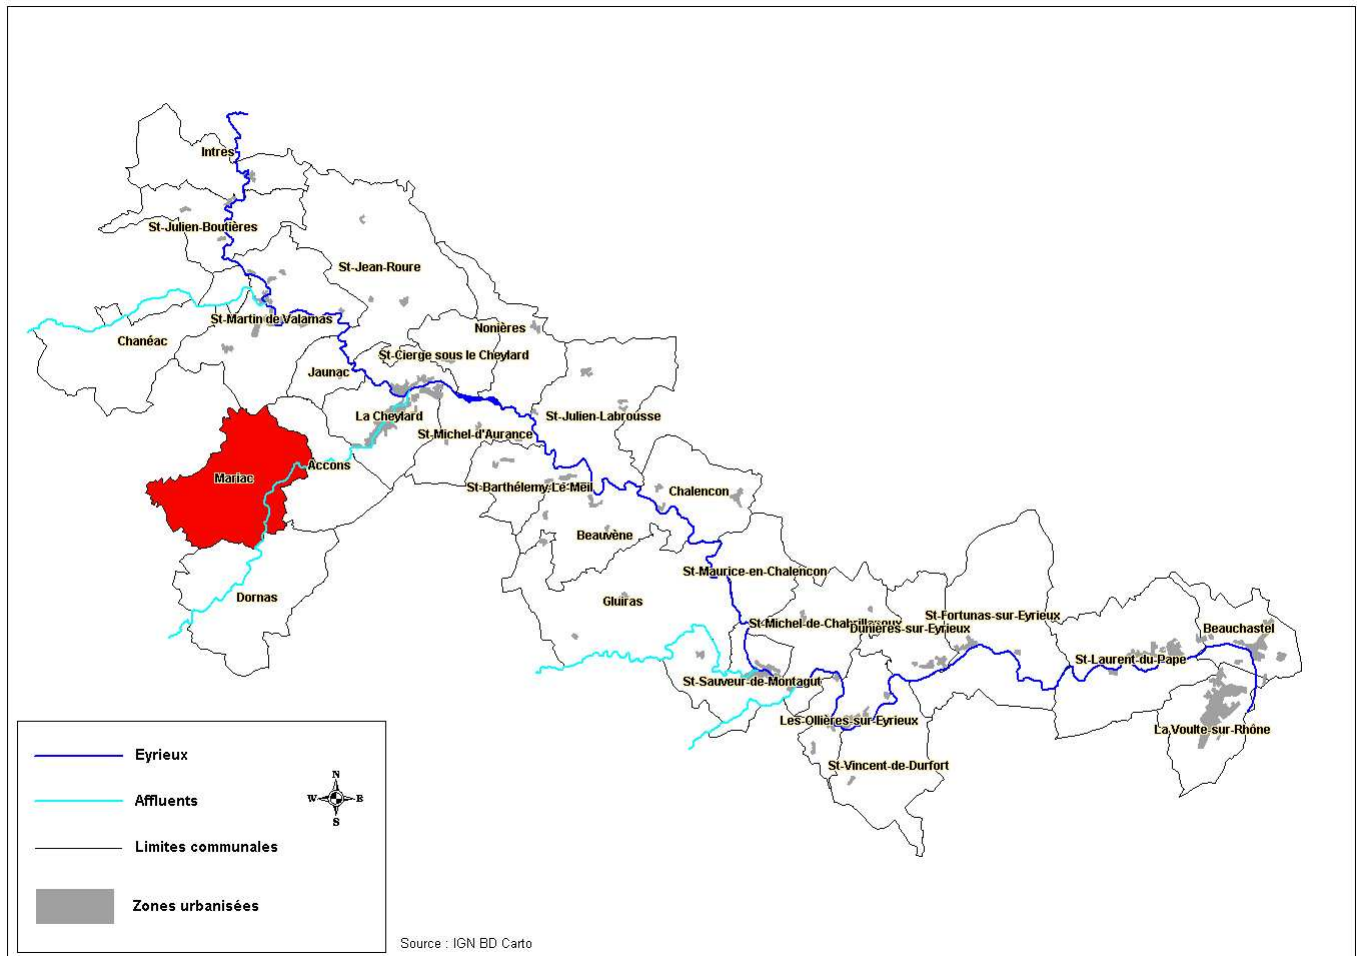 Intres
St-Julien-Boutières
St-Jean-Roure
St-Martin de Valamas
Chanéac
Nonières
St-Cierge sous le Cheylard
Jaunac
La Cheylard
St-Julien-Labrousse
St-Michel-d'Aurance
Accons
Mariac
St-Barthélemy-Le-Meil
Chalencon
Beauvène
St-Maurice-en-Chalencon
Dornas
Gluiras
St-Fortunas-sur-Eyrieux
St-Michel-de-Chabrillanoux
Dunières-sur-Eyrieux
Beauchastel
St-Laurent-du-Pape
St-Sauveur-de-Montagut
Les Ollières-sur-Eyrieux
La Voulte-sur-Rhône
St-Vincent-de-Durfort
Eyrieux
Affluents
N
W E
S
Limites communales
Zones urbanisées
Source : IGN BD Carto